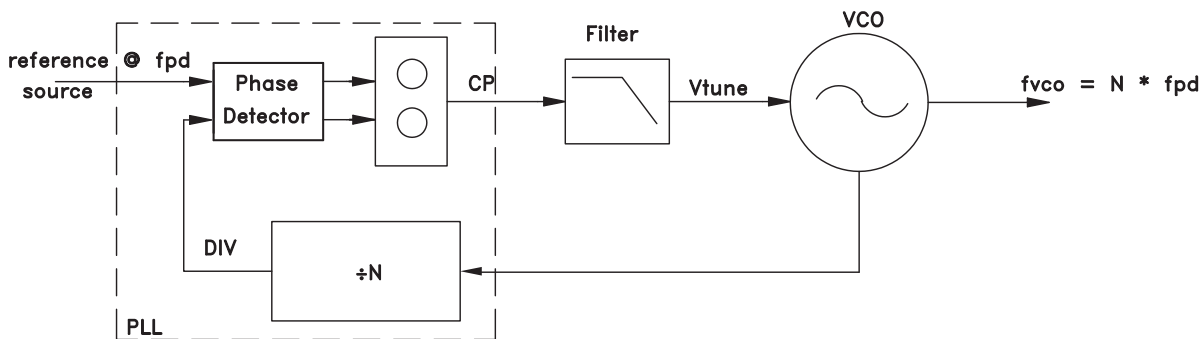 VCO
Filter
reference @ fpd
source
Phase
Detector
CP
Vtune
fvco = N * fpd
DIV
÷N
PLL